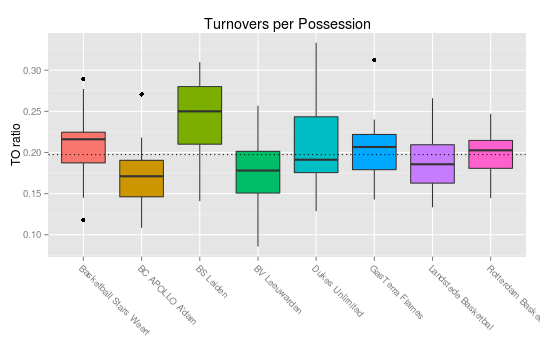 Turnovers per Possession
TO ratio
0.30
0.25
0.20
0.15
0.10
Basketball Stars Weert
BC APOLLO A'dam
BS Leiden
BV Leeuwarden
Dukes Unlimited
GasTerra Flames
Landstede Basketbal
Rotterdam Basket